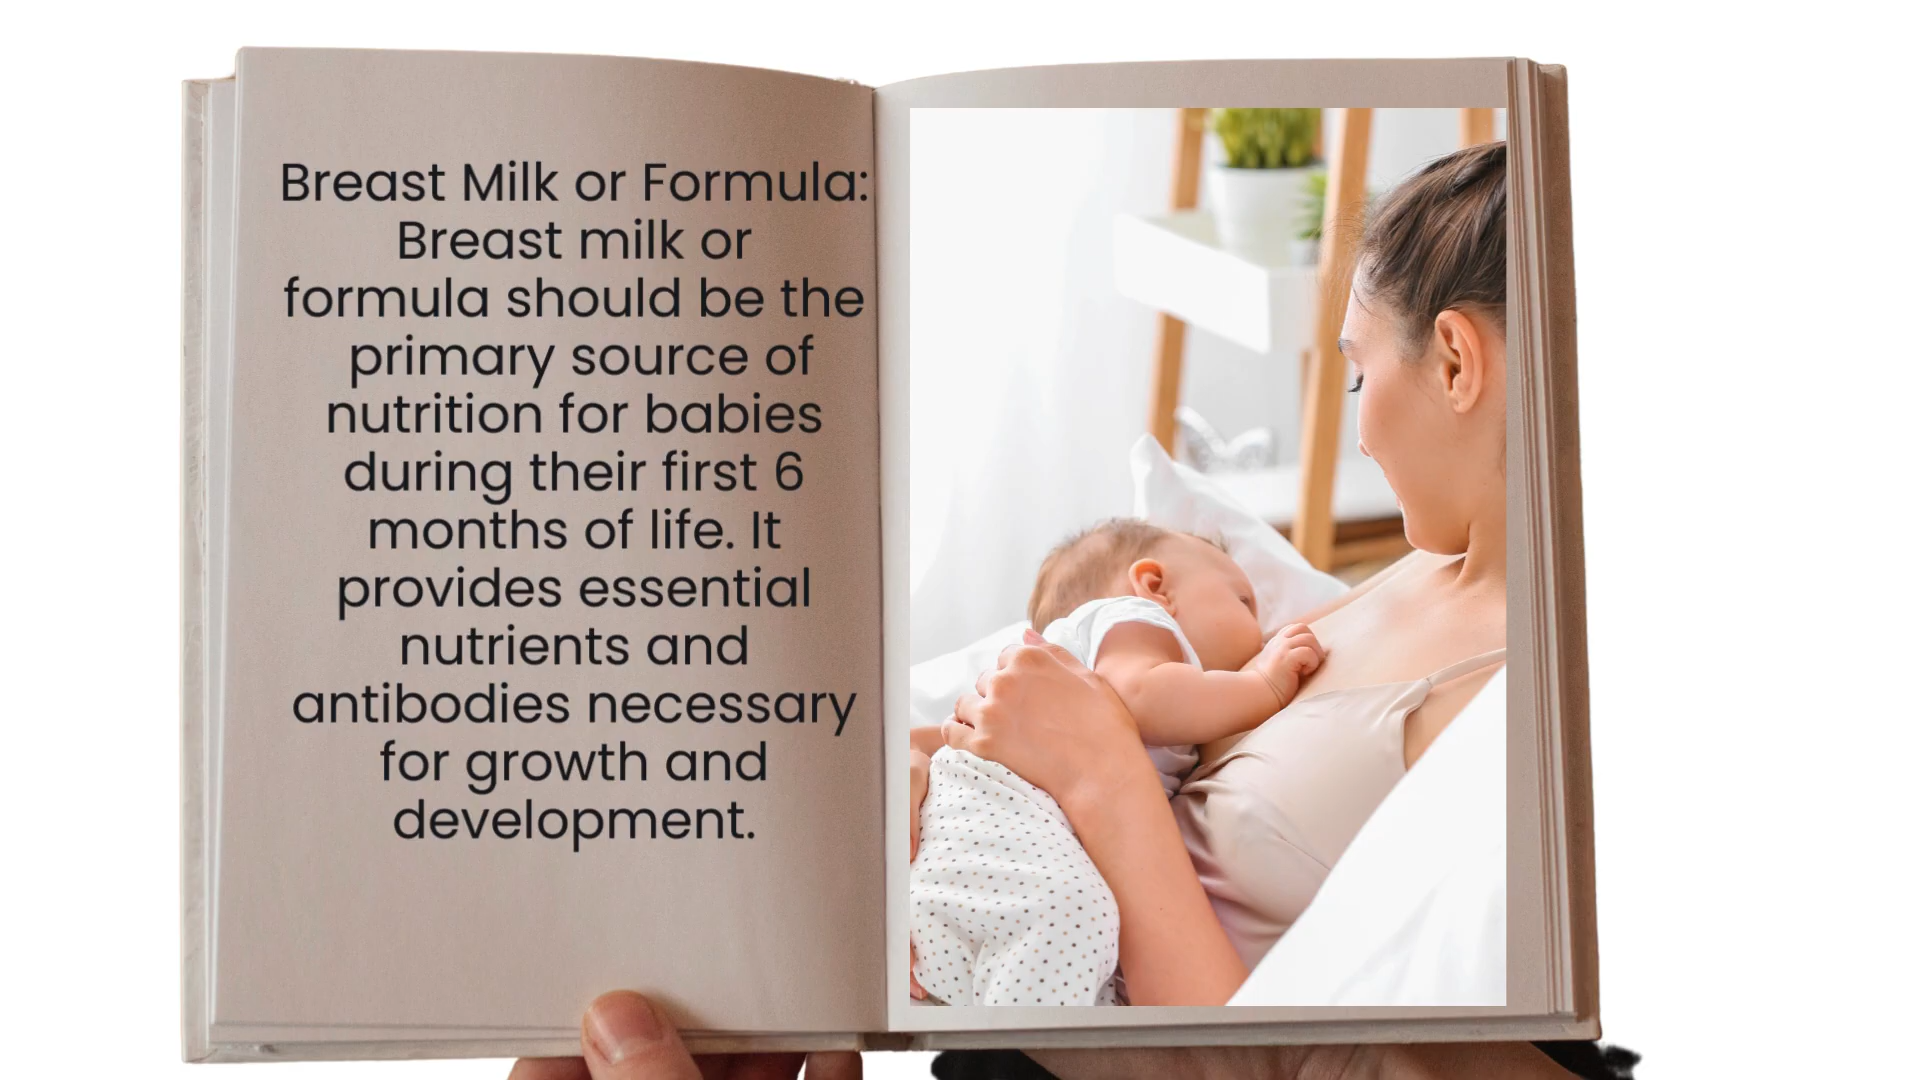 Breast Milk or Formula:
Breast milk or
formula should be the
primary source of
nutrition for babies
during their first 6
months of life. It
provides essential
nutrients and
antibodies necessary
for growth and
development.